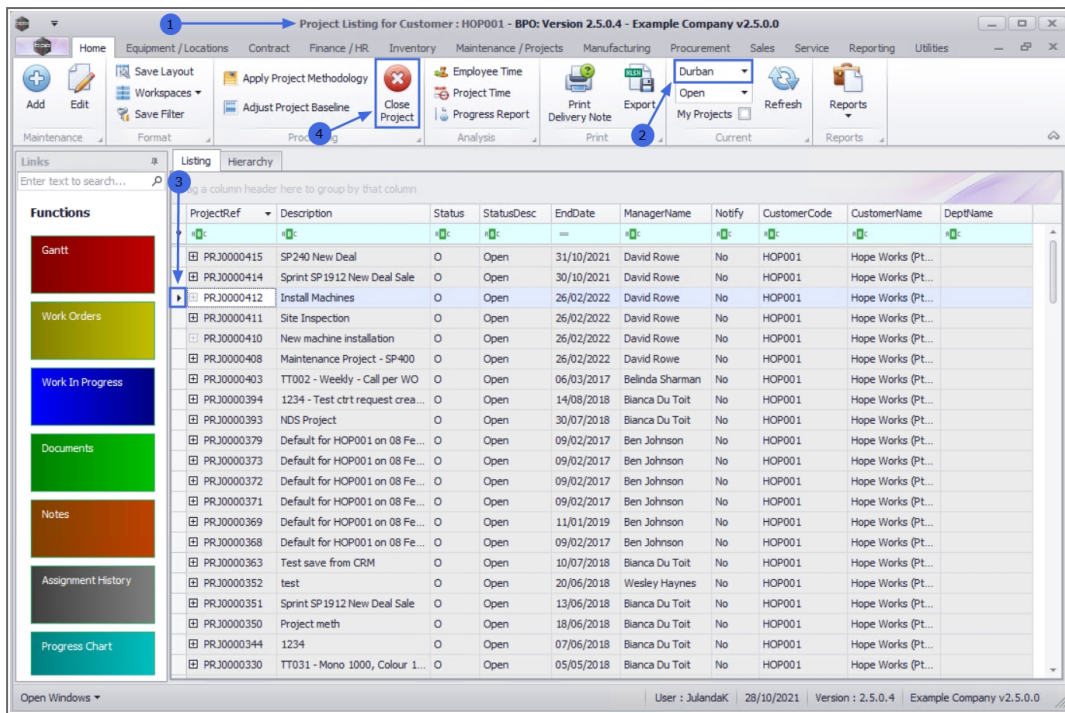 1
Project Listing for Customer : HOP001 - BPO: Version 2.5.0.4 - Example Company v2.5.0.0
Home Equipment / Locations Contract Finance / HR Inventory Maintenance / Projects Manufacturing Procurement Sales Service Reporting Utilities
Add Edit Save Layout Workspaces Save Filter
Maintenance Format
Apply Project Methodology
Adjust Project Baseline
Close Project
4
Employee Time
Project Time
Progress Report
Analysis
Print Delivery Note
Export
Print
2
Durban
Open
My Projects
Refresh
Current
Reports
Reports
Links
Enter text to search...
3
Functions
Gantt
Work Orders
Work In Progress
Documents
Notes
Assignment History
Progress Chart
Listing Hierarchy
a column header here to group by that column
ProjectRef Description Status StatusDesc EndDate ManagerName Notify CustomerCode CustomerName DeptName
PRJ0000415 SP240 New Deal O Open 31/10/2021 David Rowe No HOP001 Hope Works (Pt...
PRJ0000414 Sprint SP1912 New Deal Sale O Open 30/10/2021 David Rowe No HOP001 Hope Works (Pt...
PRJ0000412 Install Machines O Open 26/02/2022 David Rowe No HOP001 Hope Works (Pt...
PRJ0000411 Site Inspection O Open 26/02/2022 David Rowe No HOP001 Hope Works (Pt...
PRJ0000410 New machine installation O Open 26/02/2022 David Rowe No HOP001 Hope Works (Pt...
PRJ0000408 Maintenance Project - SP400 O Open 26/02/2022 David Rowe No HOP001 Hope Works (Pt...
PRJ0000403 TT002 - Weekly - Call per WO O Open 06/03/2017 Belinda Sharman No HOP001 Hope Works (Pt...
PRJ0000394 1234 - Test ctrt request crea... O Open 14/08/2018 Bianca Du Toit No HOP001 Hope Works (Pt...
PRJ0000393 NDS Project O Open 30/07/2018 Bianca Du Toit No HOP001 Hope Works (Pt...
PRJ0000379 Default for HOP001 on 08 Fe... O Open 09/02/2017 Ben Johnson No HOP001 Hope Works (Pt...
PRJ0000373 Default for HOP001 on 08 Fe... O Open 09/02/2017 Ben Johnson No HOP001 Hope Works (Pt...
PRJ0000372 Default for HOP001 on 08 Fe... O Open 09/02/2017 Ben Johnson No HOP001 Hope Works (Pt...
PRJ0000371 Default for HOP001 on 08 Fe... O Open 09/02/2017 Ben Johnson No HOP001 Hope Works (Pt...
PRJ0000369 Default for HOP001 on 08 Fe... O Open 11/01/2019 Ben Johnson No HOP001 Hope Works (Pt...
PRJ0000368 Default for HOP001 on 08 Fe... O Open 09/02/2017 Ben Johnson No HOP001 Hope Works (Pt...
PRJ0000363 Test save from CRM O Open 10/07/2018 Bianca Du Toit No HOP001 Hope Works (Pt...
PRJ0000352 test O Open 20/06/2018 Wesley Haynes No HOP001 Hope Works (Pt...
PRJ0000351 Sprint SP1912 New Deal Sale O Open 13/06/2018 Bianca Du Toit No HOP001 Hope Works (Pt...
PRJ0000350 Project meth O Open 18/06/2018 Bianca Du Toit No HOP001 Hope Works (Pt...
PRJ0000344 1234 O Open 07/06/2018 Bianca Du Toit No HOP001 Hope Works (Pt...
PRJ0000330 TT031 - Mono 1000, Colour 1... O Open 05/05/2018 Bianca Du Toit No HOP001 Hope Works (Pt...
Open Windows
User : JulandaK 28/10/2021 Version : 2.5.0.4 Example Company v2.5.0.0